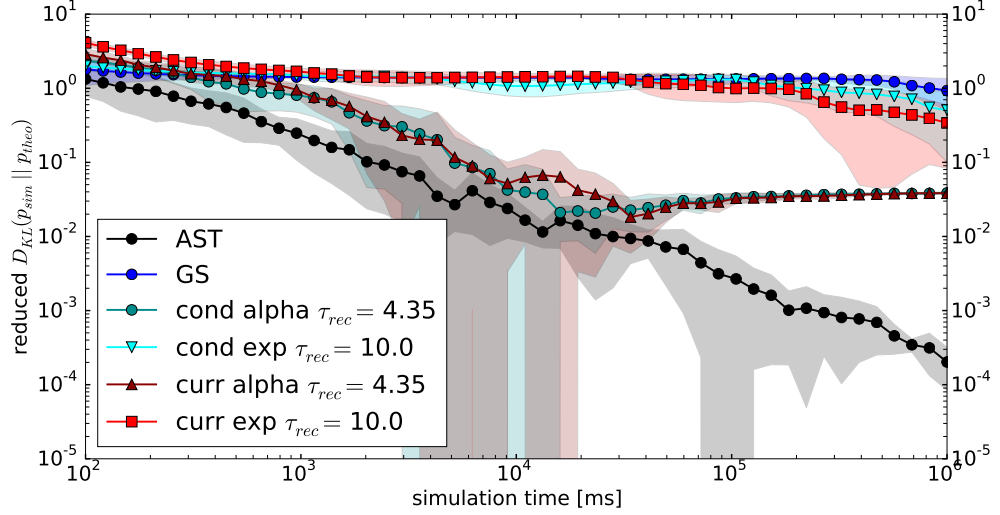 10^1 10^1
10^0 10^0
10^-1 10^-1
10^-2 10^-2
10^-3 10^-3
10^-4 10^-4
10^-5 10^-5
reduced D_KL(p_sim || p_theo)
AST
GS
cond alpha τ_rec = 4.35
cond exp τ_rec = 10.0
curr alpha τ_rec = 4.35
curr exp τ_rec = 10.0
10^2 10^3 10^4 10^5 10^6
simulation time [ms]